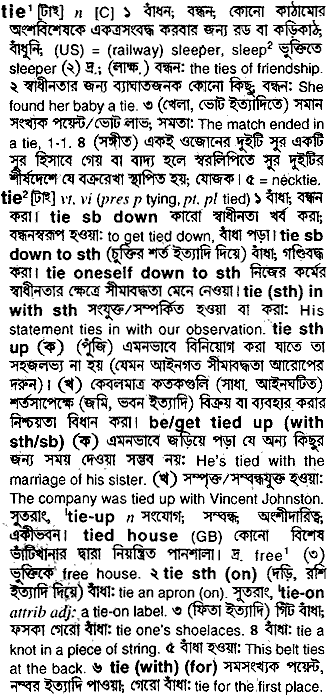 tie¹ [টাই] n [C] ১ বাঁধন; বন্ধন; কোনো কাঠামোর
অংশবিশেষকে একত্রসংবদ্ধ করবার জন্য রড বা কড়িকাঠ;
বাঁধুনি; (US) = (railway) sleeper, sleep² ভুক্তিতে
sleeper (২) দ্র.; (লাক্ষ.) বন্ধন: the ties of friendship.
২ স্বাধীনতার জন্য ব্যাঘাতজনক কোনো কিছু; বন্ধন: She
found her baby a tie. ৩ (খেলা, ভোট ইত্যাদিতে) সমান
সংখ্যক পয়েন্ট/ভোট লাভ; সমতা: The match ended in
a tie, 1-1. ৪ (সঙ্গীত) একই ওজোনের দুইটি সুর একটি
সুর হিসাবে গেয় বা বাদ্য হলে স্বরলিপিতে সুর দুইটির
শীর্ষদেশে যে বক্ররেখা স্থাপিত হয়; যোজক। ৫ = necktie.
tie² [টাই] vt, vi (pres p tying, pt, pl tied) ১ বাঁধা; বন্ধন
করা। tie sb down কারো স্বাধীনতা খর্ব করা;
বন্ধনস্বরূপ হওয়া: to get tied down, বাঁধা পড়া। tie sb
down to sth (চুক্তির শর্ত ইত্যাদি দিয়ে) বাঁধা; গণ্ডিবদ্ধ
করা। tie oneself down to sth নিজের কর্মের
স্বাধীনতার ক্ষেত্রে সীমাবদ্ধতা মেনে নেওয়া। tie (sth) in
with sth সংযুক্ত/সম্পর্কিত হওয়া বা করা: His
statement ties in with our observation. tie sth
up (ক) (পুঁজি) এমনভাবে বিনিয়োগ করা যাতে তা
সহজলভ্য না হয় (যেমন আইনগত সীমাবদ্ধতা আরোপের
দরুন)। (খ) কেবলমাত্র কতকগুলি (সাধা. আইনঘটিত)
শর্তসাপেক্ষে (জমি, ভবন ইত্যাদি) বিক্রয় বা ব্যবহার করার
নিশ্চয়তা বিধান করা। be/get tied up (with
sth/sb) (ক) এমনভাবে জড়িয়ে পড়া যে অন্য কিছুর
জন্য সময় দেওয়া সম্ভব নয়: He's tied with the
marriage of his sister. (খ) সম্পৃক্ত/সম্বন্ধযুক্ত হওয়া:
The company was tied up with Vincent Johnston.
সুতরাং, ˈtie-up n সংযোগ; সম্বন্ধ; অংশীদারিত্ব;
একীভবন। tied house (GB) কোনো বিশেষ
ভাঁটিখানার দ্বারা নিয়ন্ত্রিত পানশালা। দ্র. free¹ (৩)
ভুক্তিকে free house. ২ tie sth (on) (দড়ি, রশি
ইত্যাদি দিয়ে) বাঁধা: tie an apron (on). সুতরাং, ˈtie-on
attrib adj: a tie-on label. ৩ (ফিতা ইত্যাদি) গিঁট বাঁধা,
ফসকা গেরো বাঁধা: tie one's shoelaces. 8 বাঁধা: tie a
knot in a piece of string. ৫ বাঁধা হওয়া: This belt ties
at the back. ৬ tie (with) (for) সমসংখ্যক পয়েন্ট,
নম্বর ইত্যাদি পাওয়া; গেরো বাঁধা: tie for the first place.